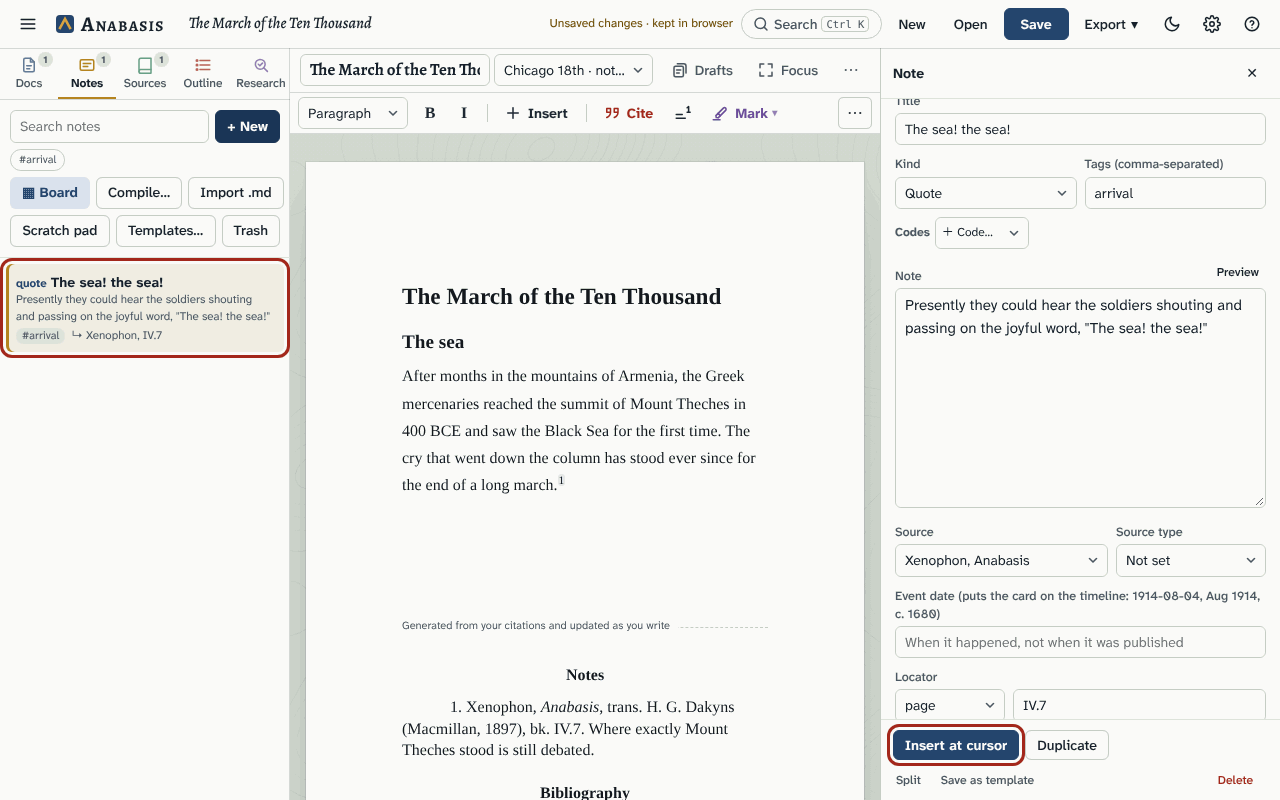 ANABASIS
The March of the Ten Thousand
Unsaved changes · kept in browser
Search Ctrl K
New
Open
Save
Export ▾
Docs 1
Notes 1
Sources 1
Outline
Research
Search notes
+ New
#arrival
▦ Board
Compile...
Import .md
Scratch pad
Templates...
Trash
quote The sea! the sea!
Presently they could hear the soldiers shouting
and passing on the joyful word, "The sea! the sea!"
#arrival ↪ Xenophon, IV.7
The March of the Ten Tho
Chicago 18th · not...
Drafts
Focus
...
Paragraph
B
I
+ Insert
Cite
1
Mark ▾
...
The March of the Ten Thousand
The sea
After months in the mountains of Armenia, the Greek
mercenaries reached the summit of Mount Theches in
400 BCE and saw the Black Sea for the first time. The
cry that went down the column has stood ever since for
the end of a long march.1
Generated from your citations and updated as you write
Notes
1. Xenophon, Anabasis, trans. H. G. Dakyns
(Macmillan, 1897), bk. IV.7. Where exactly Mount
Theches stood is still debated.
Bibliography
Note
×
Title
The sea! the sea!
Kind
Tags (comma-separated)
Quote
arrival
Codes
+ Code...
Note
Preview
Presently they could hear the soldiers shouting and
passing on the joyful word, "The sea! the sea!"
Source
Source type
Xenophon, Anabasis
Not set
Event date (puts the card on the timeline: 1914-08-04, Aug 1914,
c. 1680)
When it happened, not when it was published
Locator
page
IV.7
Insert at cursor
Duplicate
Split
Save as template
Delete